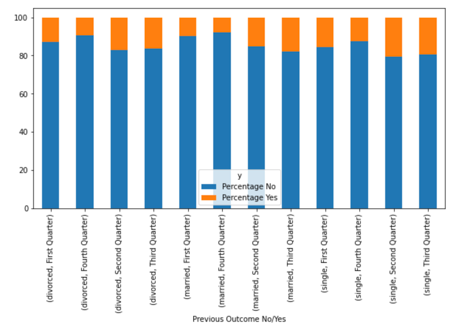 100
80
60
40
20
0
y
Percentage No
Percentage Yes
(divorced, First Quarter)
(divorced, Fourth Quarter)
(divorced, Second Quarter)
(divorced, Third Quarter)
(married, First Quarter)
(married, Fourth Quarter)
(married, Second Quarter)
(married, Third Quarter)
(single, First Quarter)
(single, Fourth Quarter)
(single, Second Quarter)
(single, Third Quarter)
Previous Outcome No/Yes